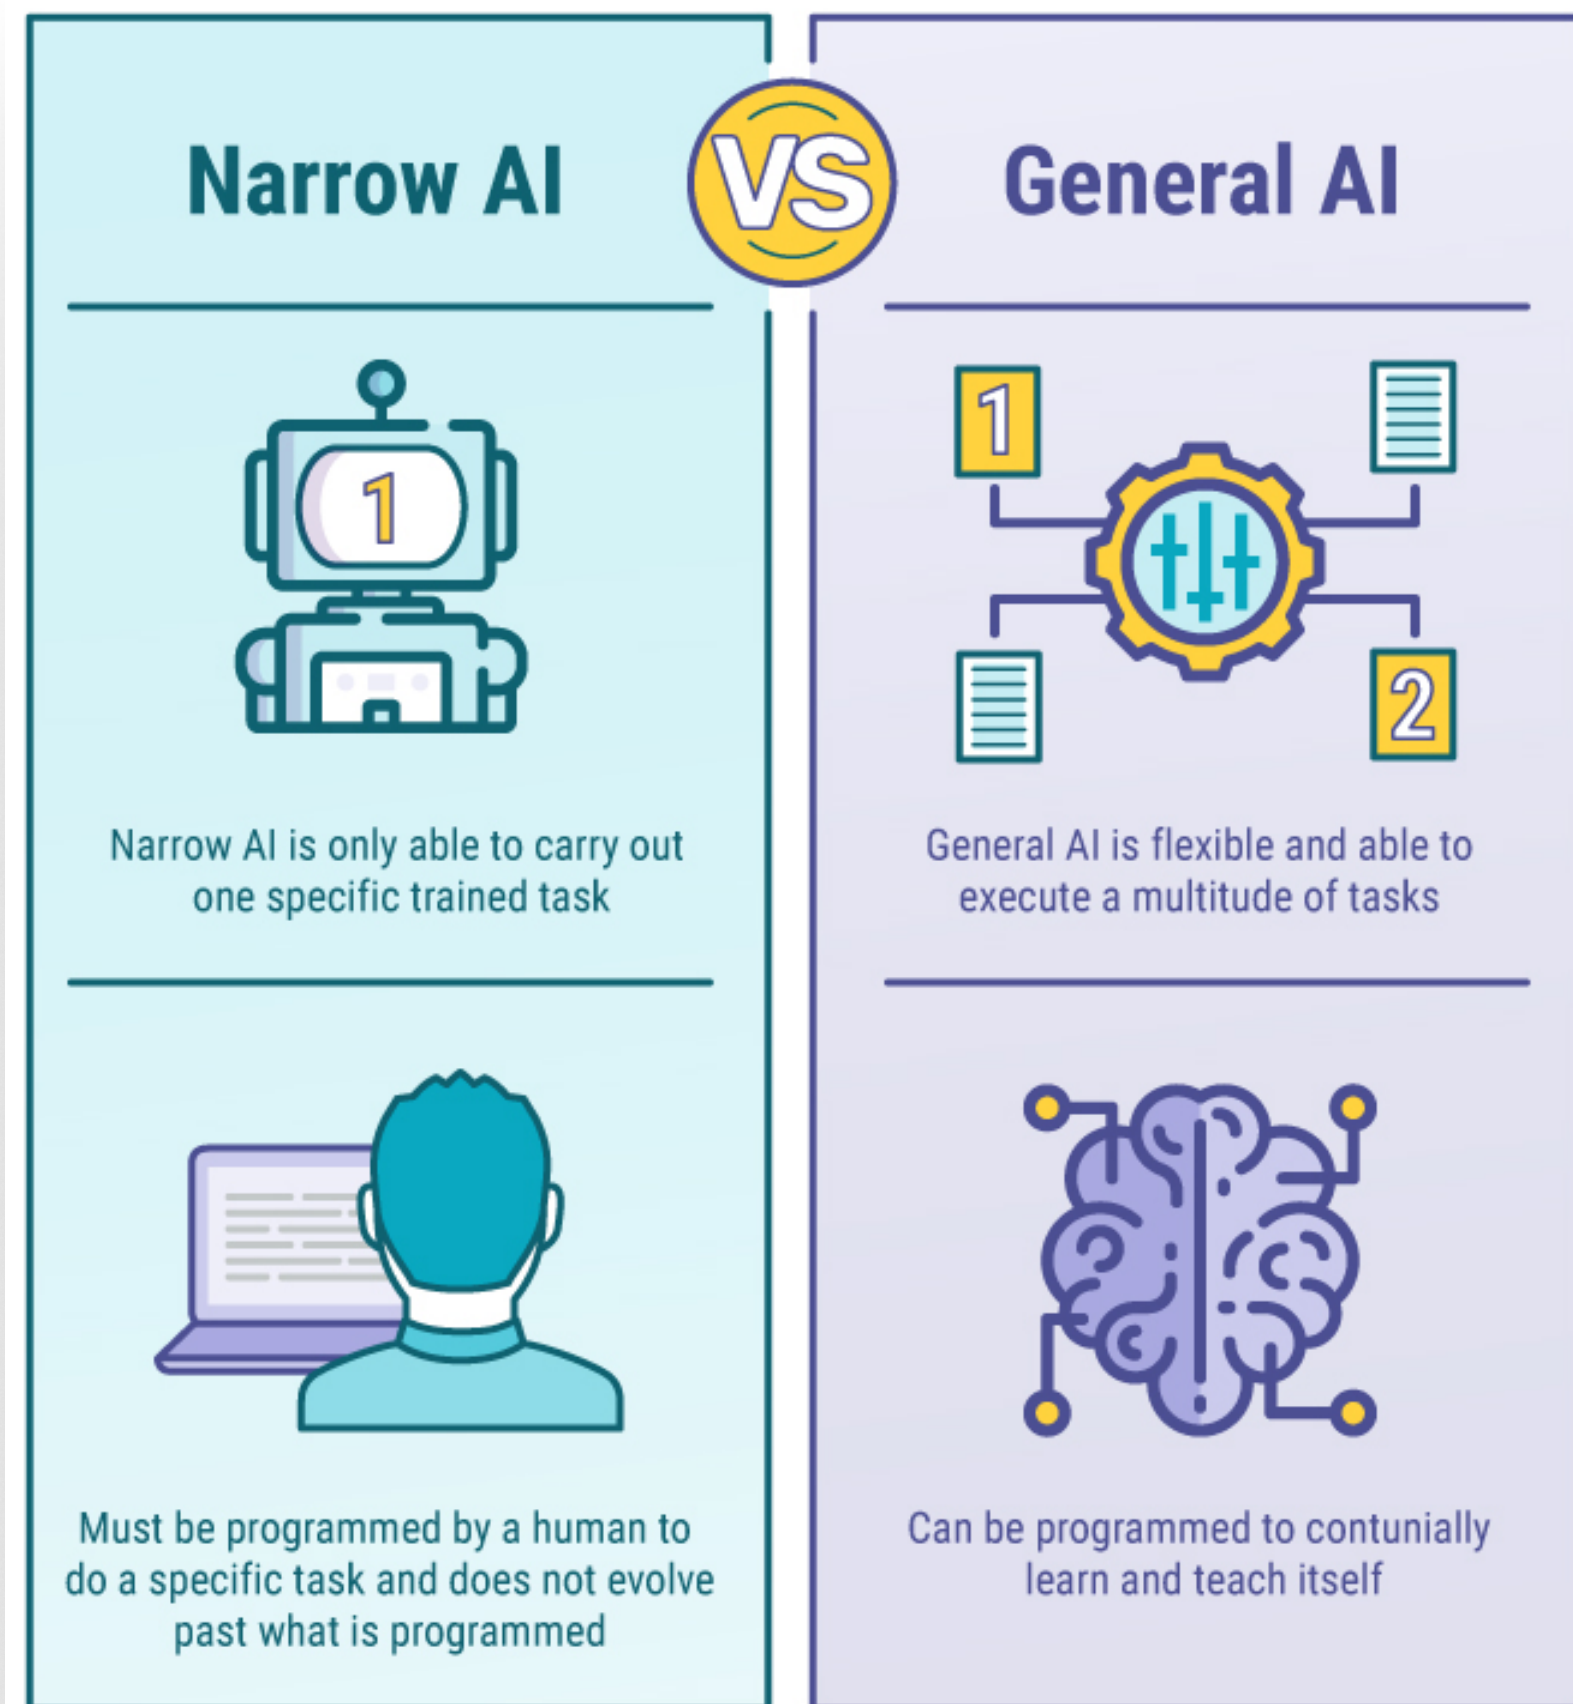 Narrow AI
VS
General AI
1
Narrow AI is only able to carry out
one specific trained task
1
2
General AI is flexible and able to
execute a multitude of tasks
Must be programmed by a human to
do a specific task and does not evolve
past what is programmed
Can be programmed to contunially
learn and teach itself